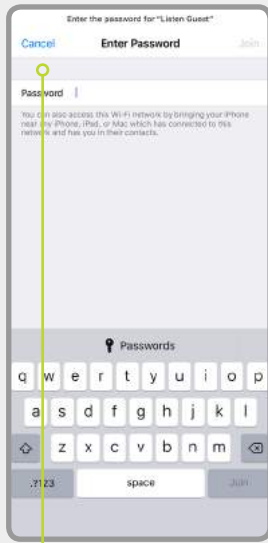 Enter the password for "Listen Guest"
Cancel Enter Password Join
Password
You can also access this Wi-Fi network by bringing your iPhone
near any iPhone, iPad, or Mac which has connected to this
network and has you in their contacts.
Passwords
q w e r t y u i o p
a s d f g h j k l
z x c v b n m
.?123 space Join